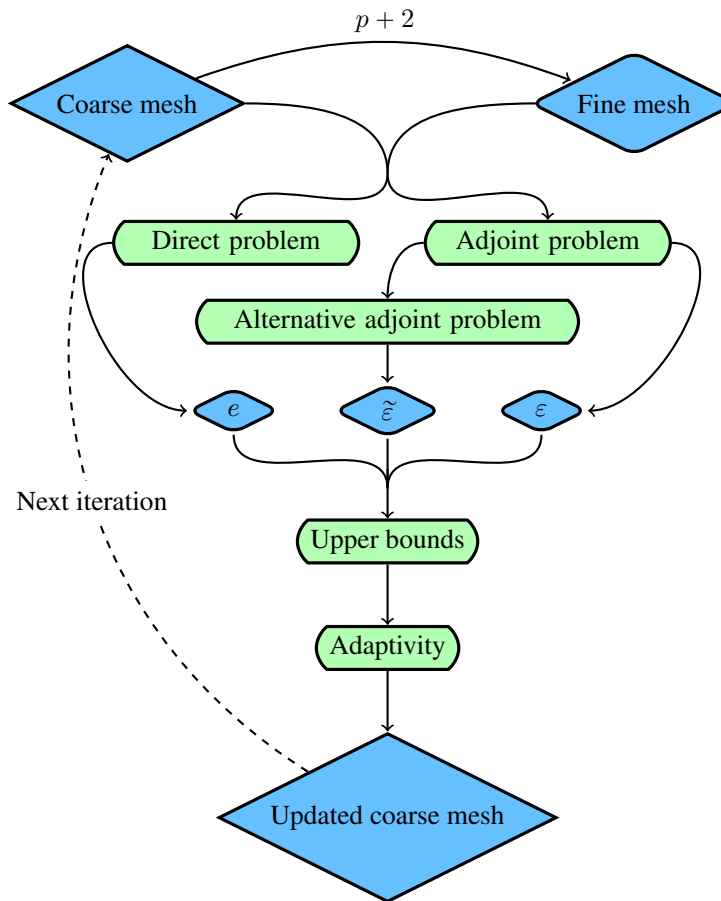 p + 2
Coarse mesh
Fine mesh
Direct problem
Adjoint problem
Alternative adjoint problem
e
ε̃
ε
Next iteration
Upper bounds
Adaptivity
Updated coarse mesh